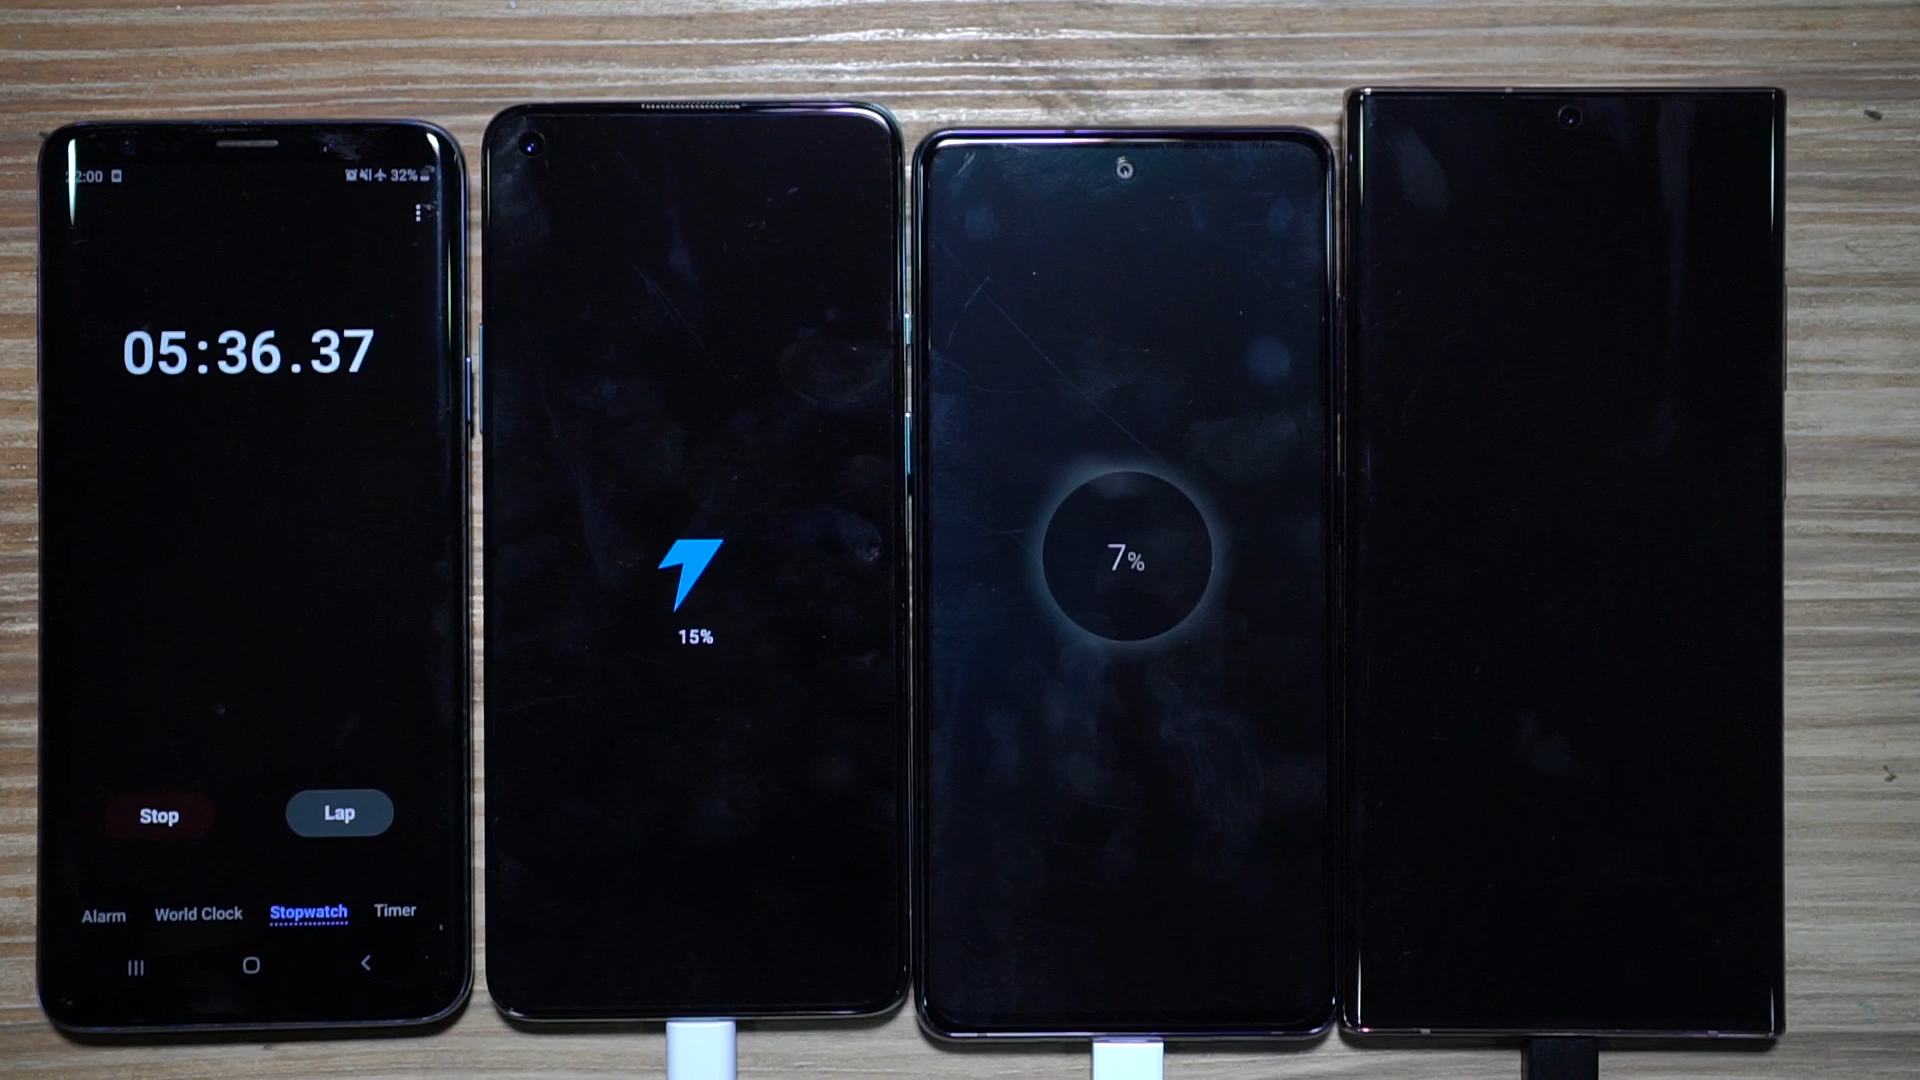 2:00 32%
05:36.37
15%
7%
Stop Lap
Alarm World Clock Stopwatch Timer